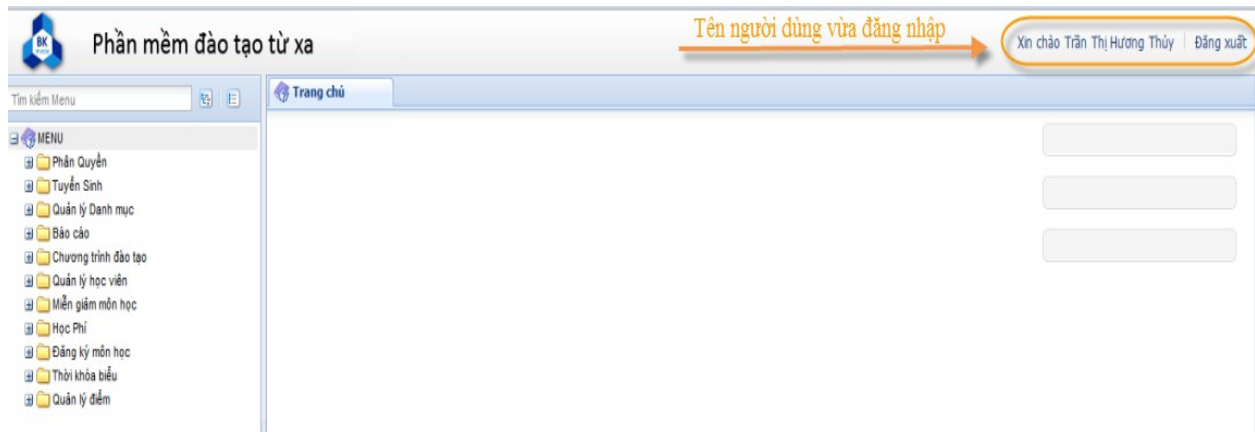 Tên người dùng vừa đăng nhập
BK
Phần mềm đào tạo từ xa
Xin chào Trần Thị Hương Thủy | Đăng xuất
Tìm kiếm Menu
Trang chủ
MENU
Phân Quyền
Tuyển Sinh
Quản lý Danh mục
Báo cáo
Chương trình đào tạo
Quản lý học viên
Miễn giảm môn học
Học Phí
Đăng ký môn học
Thời khóa biểu
Quản lý điểm